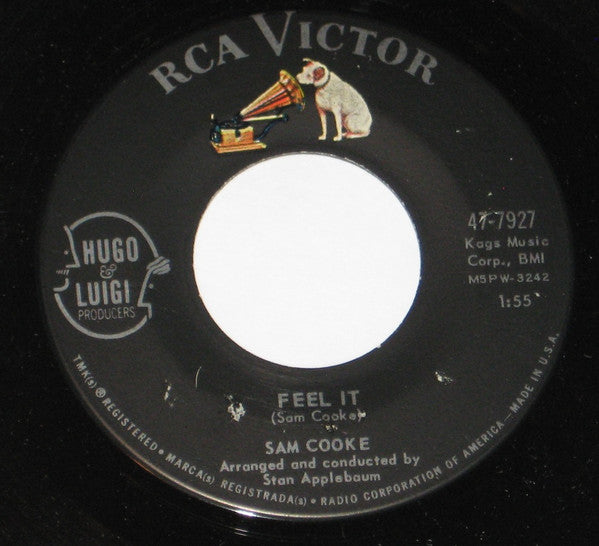 RCA VICTOR
HUGO
&
LUIGI
PRODUCERS
47-7927
Kags Music
Corp., BMI
M5PW-3242
1:55
FEEL IT
(Sam Cooke)
SAM COOKE
Arranged and conducted by
Stan Applebaum
TMK(s) ® REGISTERED • MARCA(s) REGISTRADA(s) • RADIO CORPORATION OF AMERICA — MADE IN U.S.A.